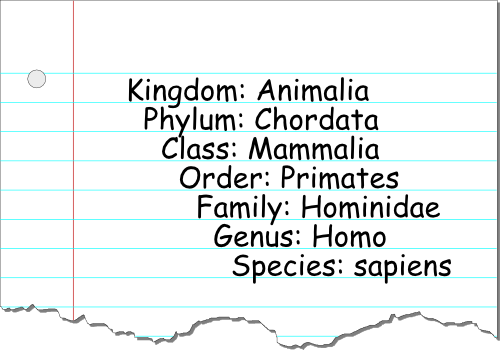 Kingdom: Animalia
Phylum: Chordata
Class: Mammalia
Order: Primates
Family: Hominidae
Genus: Homo
Species: sapiens